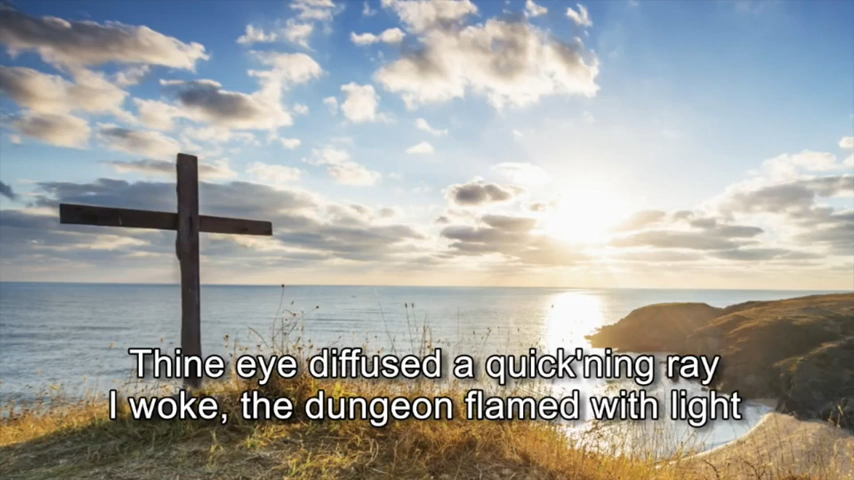 Thine eye diffused a quick'ning ray
I woke, the dungeon flamed with light